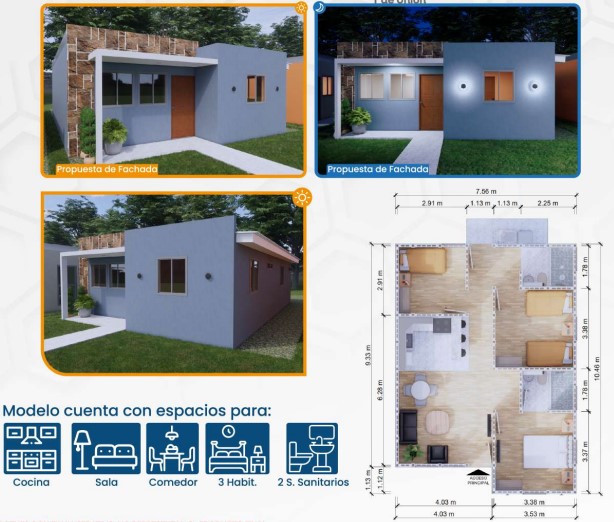 Propuesta de Fachada
Propuesta de Fachada
7.56 m
2.91 m 1.13 m 1.13 m 2.25 m
2.91 m
9.33 m
6.28 m
1.13 m
1.12 m
1.78 m
3.38 m
10.46 m
1.78 m
3.37 m
ACCESO
PRINCIPAL
4.03 m 3.38 m
4.03 m 3.53 m
Modelo cuenta con espacios para:
Cocina Sala Comedor 3 Habit. 2 S. Sanitarios